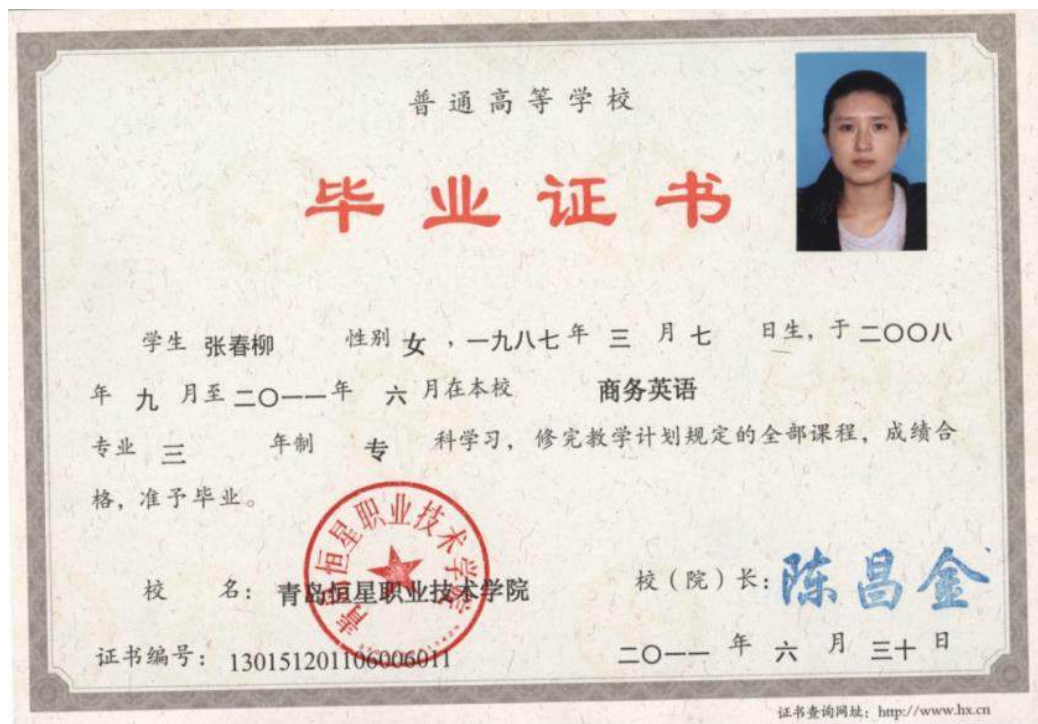 普通高等学校
毕业证书
学生 张春柳 性别 女 ，一九八七 年 三 月 七 日生，于 二〇〇八
年 九 月至 二〇一一 年 六 月在本校 商务英语
专业 三 年制 专 科学习，修完教学计划规定的全部课程，成绩合
格，准予毕业。
青岛恒星职业技术学院
校 名：青岛恒星职业技术学院 校（院）长：陈昌金
证书编号：130151201106006011 二〇一一 年 六 月 三十 日
证书查询网址：http://www.hx.cn